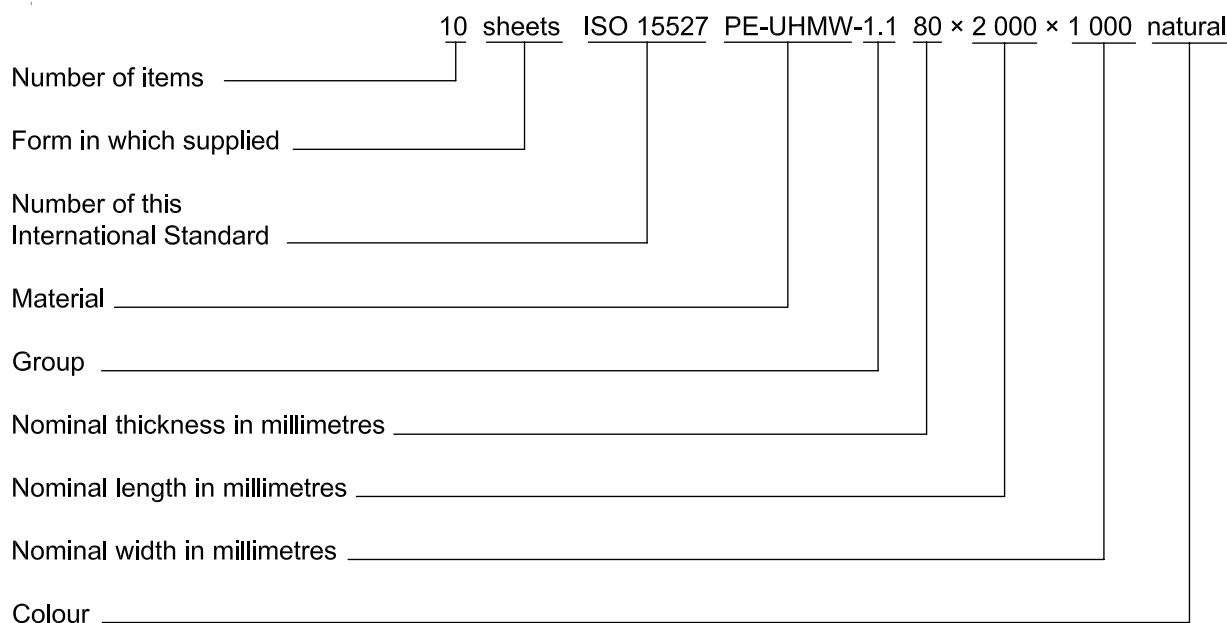 10 sheets ISO 15527 PE-UHMW-1.1 80 × 2 000 × 1 000 natural
Number of items
Form in which supplied
Number of this
International Standard
Material
Group
Nominal thickness in millimetres
Nominal length in millimetres
Nominal width in millimetres
Colour